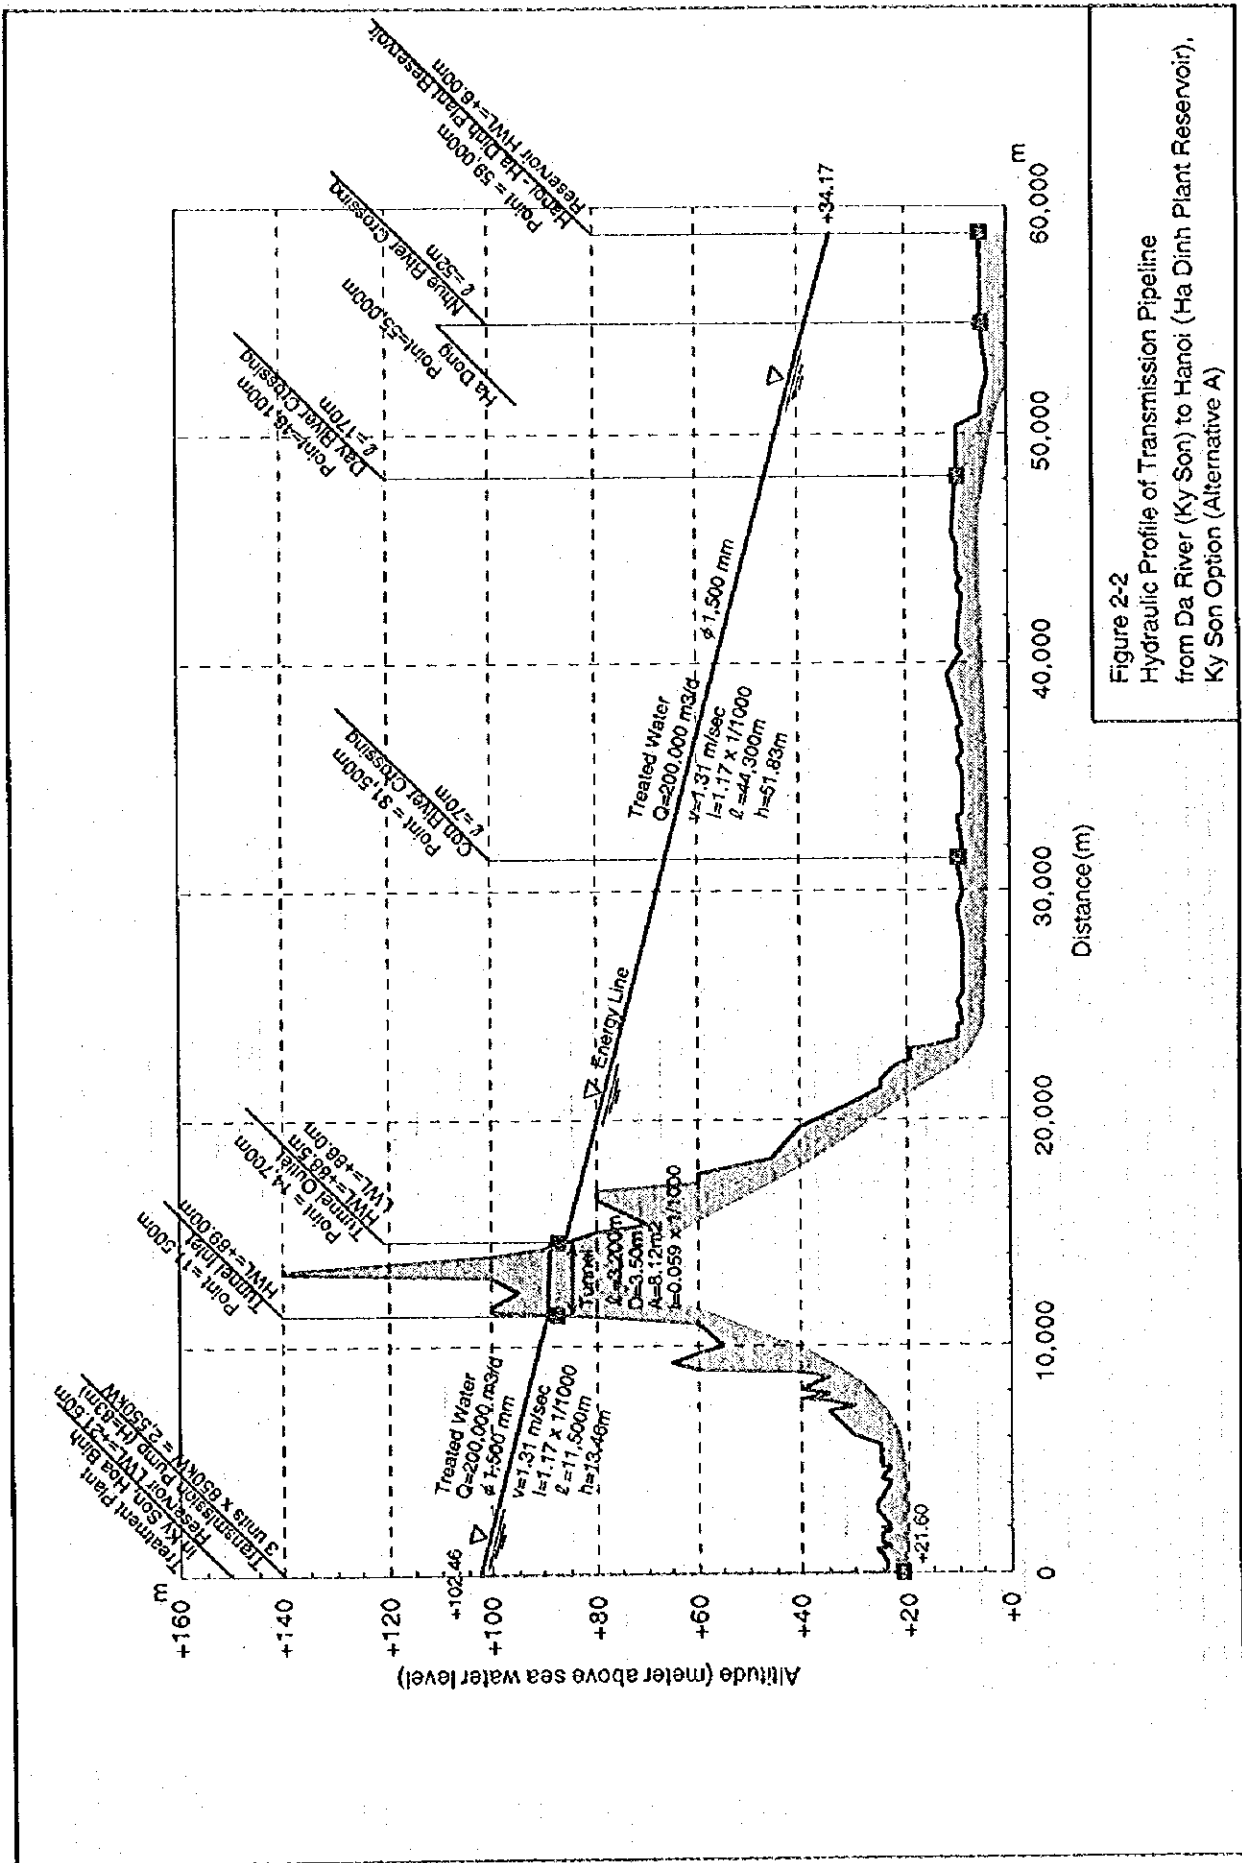 Treatment Plant
in Ky Son, Hoa Binh
Reservoir LWL=+21.60m
Transmission Pump (H=83m)
3 units x 850kW = 2,550kW
Point = 11,500m
Tunnel Inlet
HWL=+89.00m
Point = 14,700m
Tunnel Outlet
HWL=+88.5m
LWL=+86.0m
Point = 31,500m
Con River Crossing
ℓ=70m
Point=48,100m
Day River Crossing
ℓ=170m
Ha Dong
Point=55,000m
Nhue River Crossing
ℓ=52m
Point = 59,000m
Hanoi - Ha Dinh Plant Reservoir
Reservoir HWL=+6.00m
m
+160
+140
+120
+100
+80
+60
+40
+20
+0
Altitude (meter above sea water level)
+102.46
Treated Water
Q=200,000 m3/d
ø 1,500 mm
v=1.31 m/sec
I=1.17 x 1/1000
ℓ=11,500m
h=13.46m
Tunnel
ℓ=3,200m
D=3.50m
A=8.12m2
I=0.059 x 1/1000
Energy Line
Treated Water
Q=200,000 m3/d
ø 1,500 mm
v=1.31 m/sec
I=1.17 x 1/1000
ℓ=44,300m
h=51.83m
+34.17
+21.60
0
10,000
20,000
30,000
40,000
50,000
60,000
m
Distance (m)
Figure 2-2
Hydraulic Profile of Transmission Pipeline
from Da River (Ky Son) to Hanoi (Ha Dinh Plant Reservoir),
Ky Son Option (Alternative A)